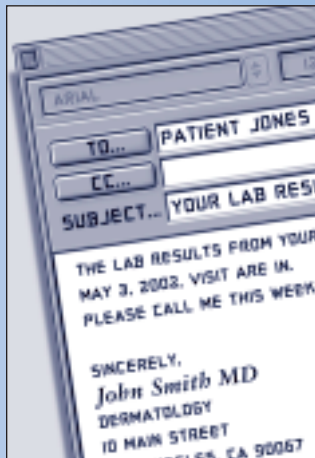 ARIAL 12
TO... PATIENT JONES
CC...
SUBJECT... YOUR LAB
THE LAB RESULTS FROM YOUR
MAY 3, 2002, VISIT ARE IN.
PLEASE CALL ME THIS WEEK
SINCERELY,
John Smith MD
DERMATOLOGY
10 MAIN STREET
CA 90067